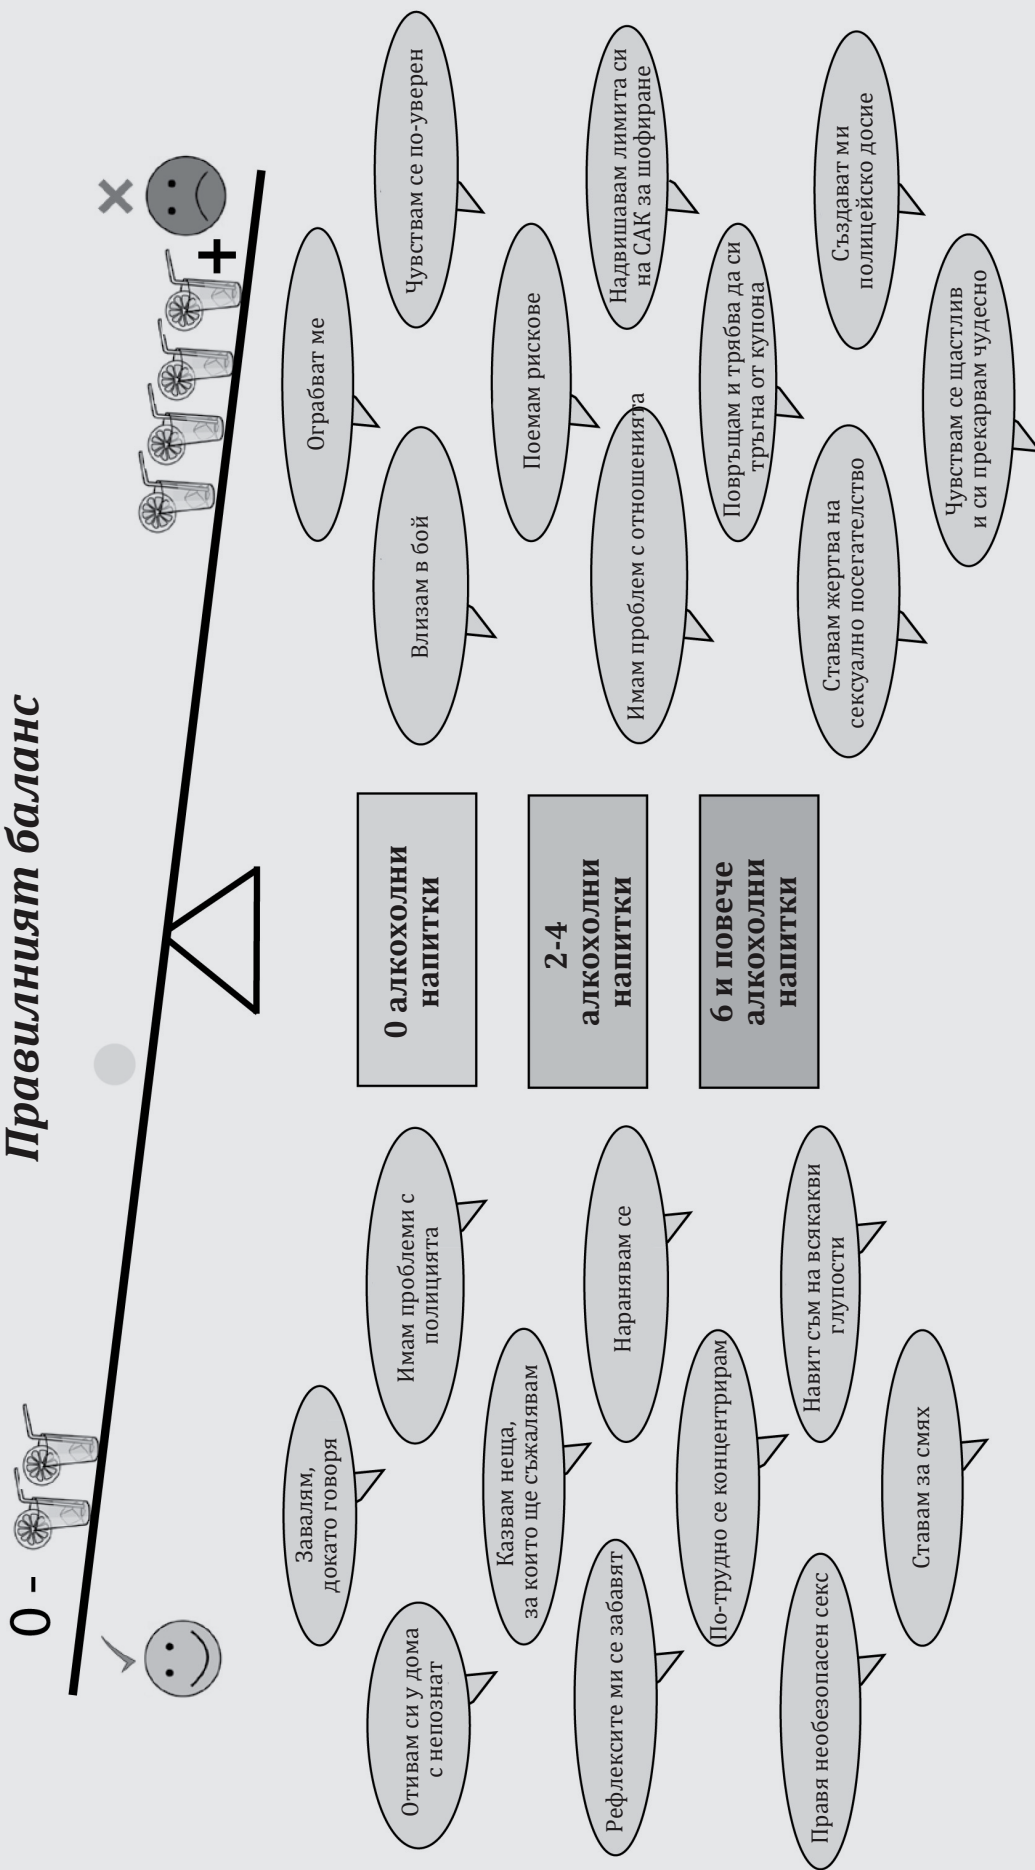 Правилният баланс
0 -
+
Завалям,
докато говоря
Отивам си у дома
с непознат
Имам проблеми с
полицията
Казвам неща,
за които ще съжалявам
Рефлексите ми се забавят
Наранявам се
По-трудно се концентрирам
Правя необезопасен секс
Навит съм на всякакви
глупости
Ставам за смях
0 алкохолни
напитки
2-4
алкохолни
напитки
6 и повече
алкохолни
напитки
Ограбват ме
Влизам в бой
Чувствам се по-уверен
Поемам рискове
Имам проблем с отношенията
Надвишавам лимита си
на САК за шофиране
Повръщам и трябва да си
тръгна от купона
Ставам жертва на
сексуално посегателство
Създават ми
полицейско досие
Чувствам се щастлив
и си прекарвам чудесно